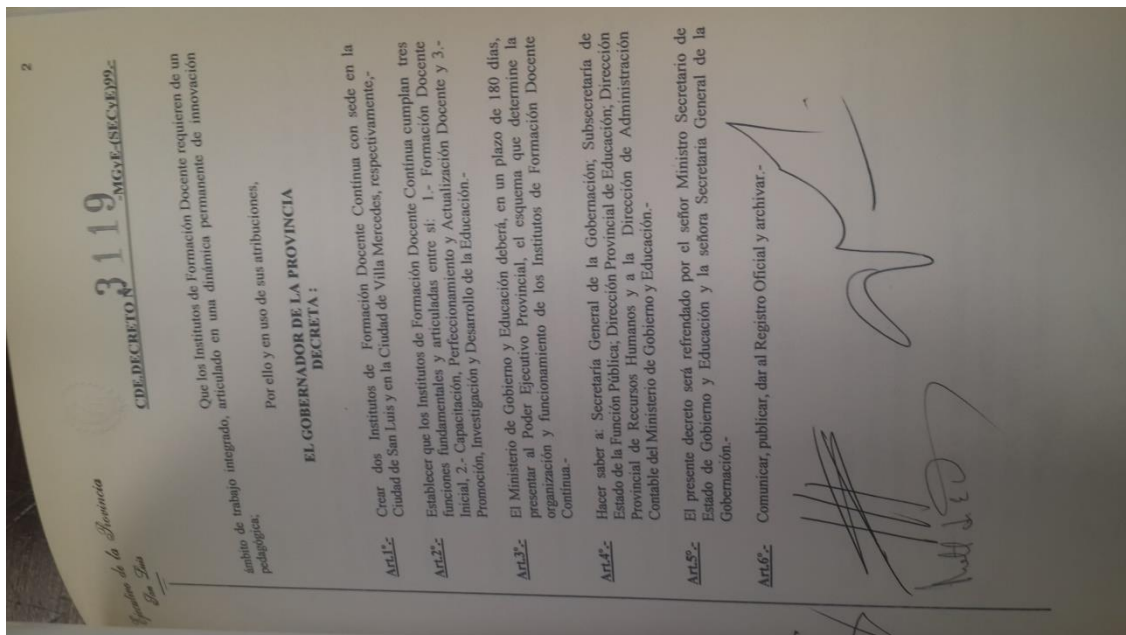 2
Ejecutivo de la Provincia
San Luis
CDE.DECRETO Nº 3119 -MGyE-(SECyE)99.-
Que los Institutos de Formación Docente requieren de un
ámbito de trabajo integrado, articulado en una dinámica permanente de innovación
pedagógica;
Por ello y en uso de sus atribuciones,
EL GOBERNADOR DE LA PROVINCIA
DECRETA :
Art.1º.- Crear dos Institutos de Formación Docente Continua con sede en la
Ciudad de San Luis y en la Ciudad de Villa Mercedes, respectivamente,-
Art.2º.- Establecer que los Institutos de Formación Docente Contínua cumplan tres
funciones fundamentales y articuladas entre sí: 1.- Formación Docente
Inicial, 2.- Capacitación, Perfeccionamiento y Actualización Docente y 3.-
Promoción, Investigación y Desarrollo de la Educación.-
Art.3º.- El Ministerio de Gobierno y Educación deberá, en un plazo de 180 días,
presentar al Poder Ejecutivo Provincial, el esquema que determine la
organización y funcionamiento de los Institutos de Formación Docente
Contínua.-
Art.4º.- Hacer saber a: Secretaría General de la Gobernación; Subsecretaría de
Estado de la Función Pública; Dirección Provincial de Educación; Dirección
Provincial de Recursos Humanos y a la Dirección de Administración
Contable del Ministerio de Gobierno y Educación.-
Art.5º.- El presente decreto será refrendado por el señor Ministro Secretario de
Estado de Gobierno y Educación y la señora Secretaria General de la
Gobernación.-
Art.6º.- Comunicar, publicar, dar al Registro Oficial y archivar.-